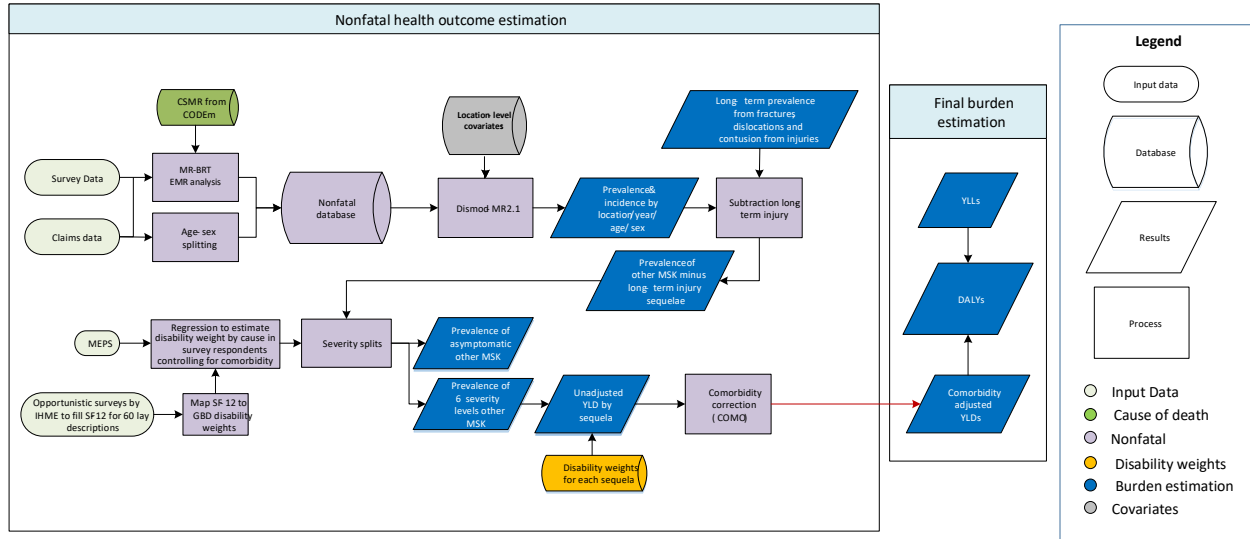 Nonfatal health outcome estimation
CSMR from
CODEm
Location-level
covariates
Long- term prevalence
from fractures,
dislocations and
contusion from injuries
Survey Data
MR-BRT
EMR analysis
Claims data
Age- sex
splitting
Nonfatal
database
Dismod-MR2.1
Prevalence&
incidence by
location/year/
age/ sex
Subtraction long
term injury
Prevalenceof
other MSK minus
long- term injury
sequelae
MEPS
Regression to estimate
disability weight by cause in
survey respondents
controlling for comorbidity
Severity splits
Prevalence of
asymptomatic
other MSK
Opportunistic surveys by
IHME to fill SF12 for 60 lay
descriptions
Map SF 12 to
GBD disability
weights
Prevalence of
6 severity
levels other
MSK
Unadjusted
YLD by
sequela
Comorbidity
correction
( COMO)
Disability weights
for each sequela
Final burden
estimation
YLLs
DALYs
Comorbidity
adjusted
YLDs
Legend
Input data
Database
Results
Process
Input Data
Cause of death
Nonfatal
Disability weights
Burden estimation
Covariates